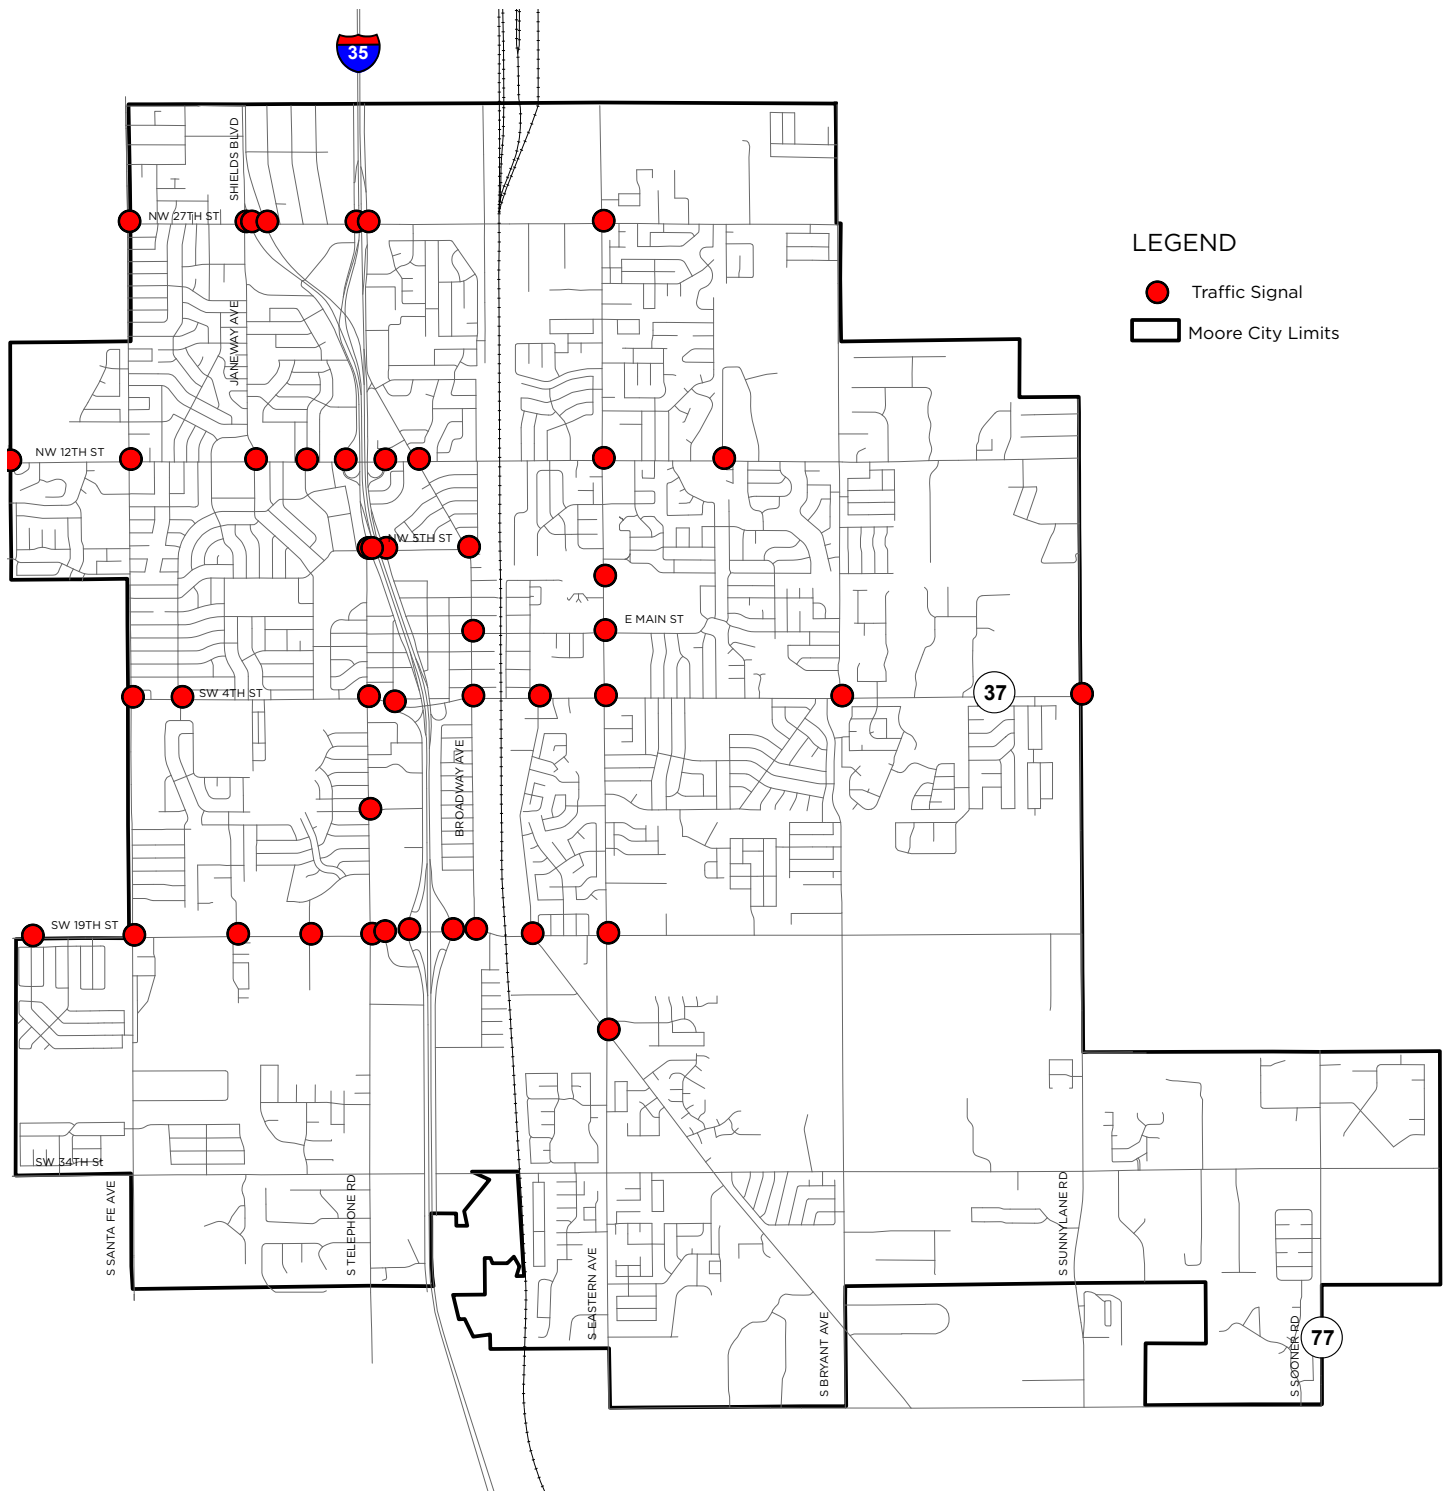 35
SHIELDS BLVD
NW 27TH ST
LEGEND
Traffic Signal
Moore City Limits
JANEWAY AVE
NW 12TH ST
NW 5TH ST
E MAIN ST
SW 4TH ST
37
BROADWAY AVE
SW 19TH ST
SW 34TH St
S SANTA FE AVE
S TELEPHONE RD
S EASTERN AVE
S BRYANT AVE
S SUNNYLANE RD
S SOONER RD
77